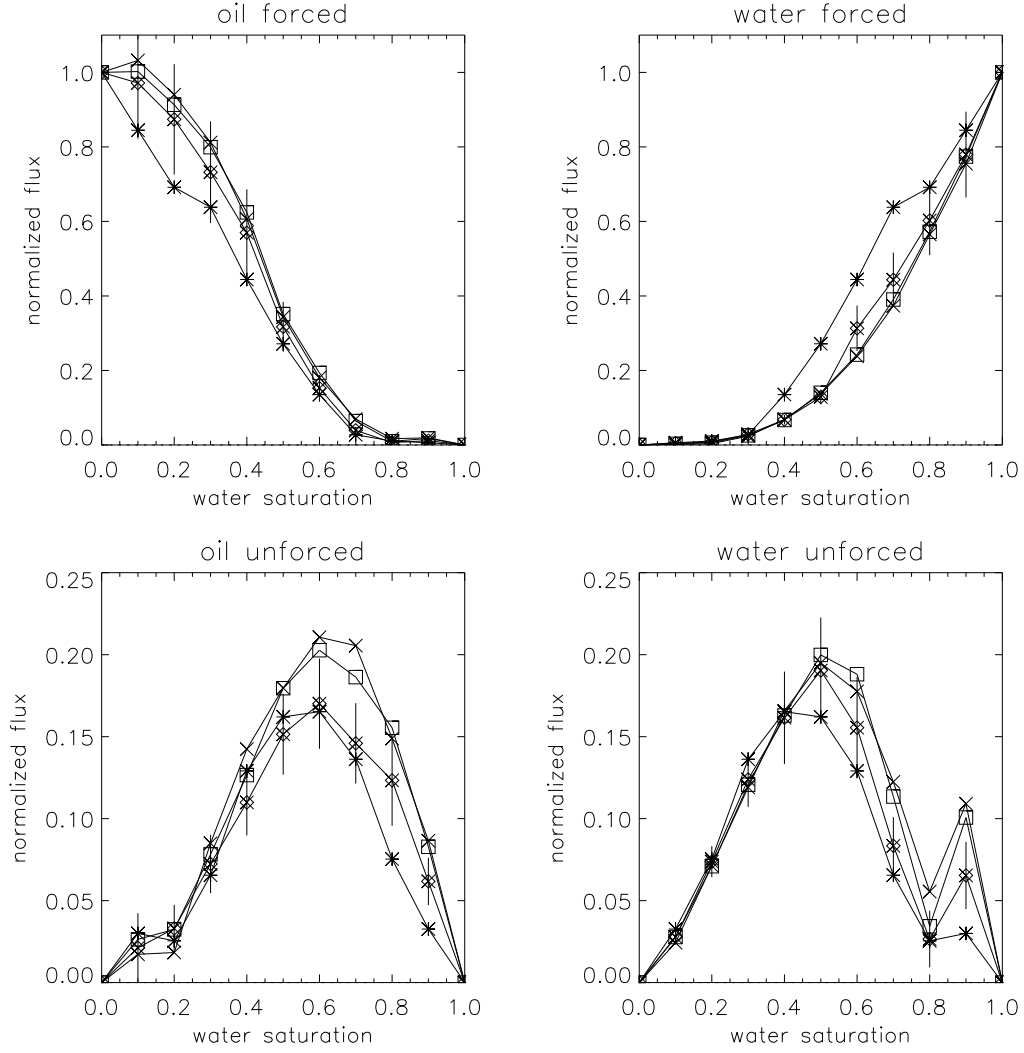 oil forced
water forced
1.0
0.8
0.6
0.4
0.2
0.0
normalized flux
0.0 0.2 0.4 0.6 0.8 1.0
water saturation
1.0
0.8
0.6
0.4
0.2
0.0
normalized flux
0.0 0.2 0.4 0.6 0.8 1.0
water saturation
oil unforced
water unforced
0.25
0.20
0.15
0.10
0.05
0.00
normalized flux
0.0 0.2 0.4 0.6 0.8 1.0
water saturation
0.25
0.20
0.15
0.10
0.05
0.00
normalized flux
0.0 0.2 0.4 0.6 0.8 1.0
water saturation